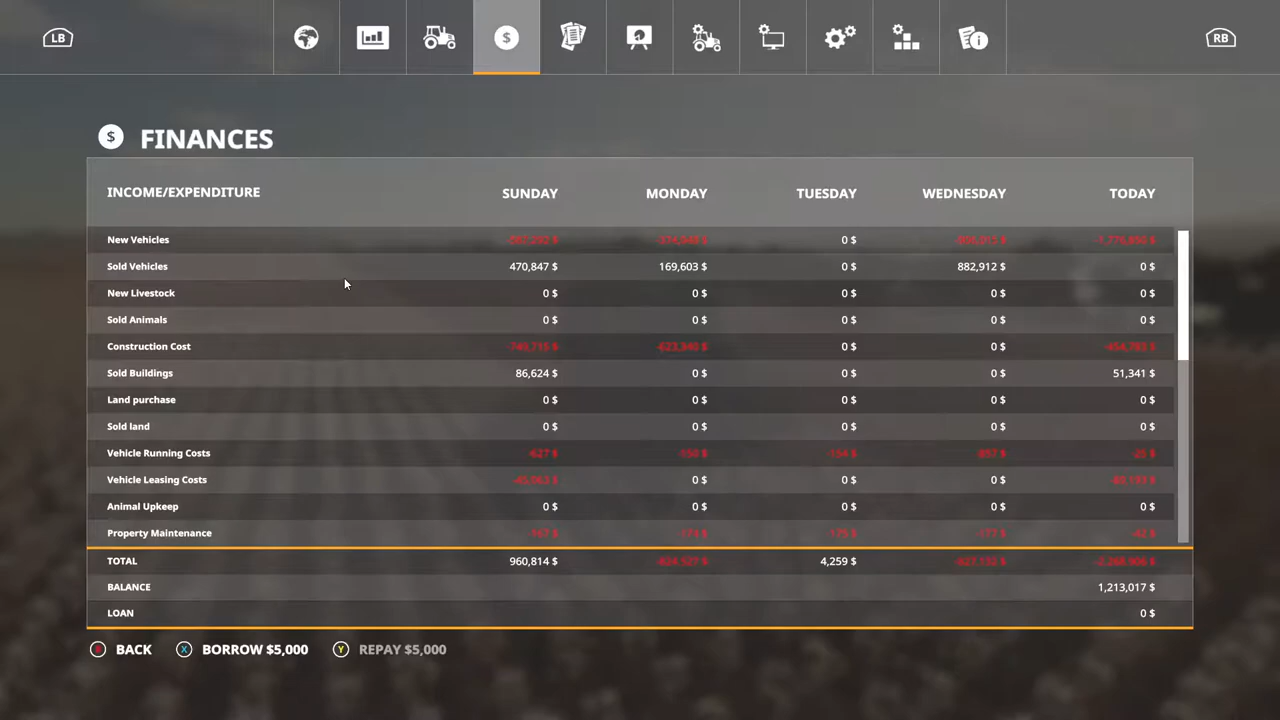 LB
$
RB
$ FINANCES
INCOME/EXPENDITURE SUNDAY MONDAY TUESDAY WEDNESDAY TODAY
New Vehicles 0 $
Sold Vehicles 470,847 $ 169,603 $ 0 $ 882,912 $ 0 $
New Livestock 0 $ 0 $ 0 $ 0 $ 0 $
Sold Animals 0 $ 0 $ 0 $ 0 $ 0 $
Construction Cost 0 $ 0 $
Sold Buildings 86,624 $ 0 $ 0 $ 0 $ 51,341 $
Land purchase 0 $ 0 $ 0 $ 0 $ 0 $
Sold land 0 $ 0 $ 0 $ 0 $ 0 $
Vehicle Running Costs -627 $ -154 $ -25 $
Vehicle Leasing Costs 0 $ 0 $ 0 $
Animal Upkeep 0 $ 0 $ 0 $ 0 $ 0 $
Property Maintenance -42 $
TOTAL 960,814 $ 4,259 $
BALANCE 1,213,017 $
LOAN 0 $
BACK X BORROW $5,000 Y REPAY $5,000